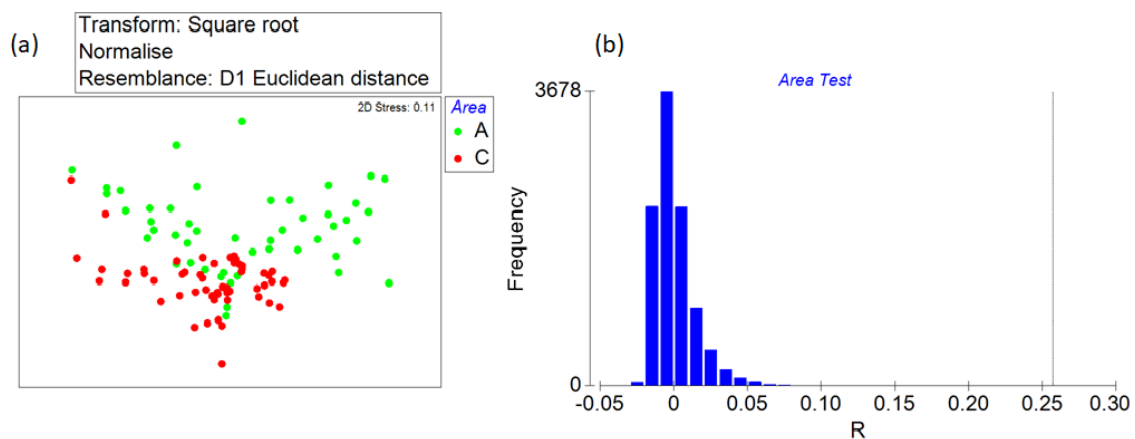 (a)
Transform: Square root
Normalise
Resemblance: D1 Euclidean distance
2D Stress: 0.11
Area
A
C
(b)
Area Test
3678
Frequency
0
-0.05 0 0.05 0.10 0.15 0.20 0.25 0.30
R